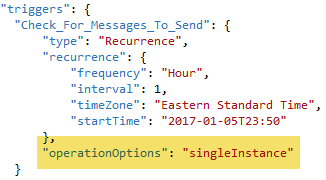 "triggers": {
"Check_For_Messages_To_Send": {
"type": "Recurrence",
"recurrence": {
"frequency": "Hour",
"interval": 1,
"timeZone": "Eastern Standard Time",
"startTime": "2017-01-05T23:50"
},
"operationOptions": "singleInstance"
}